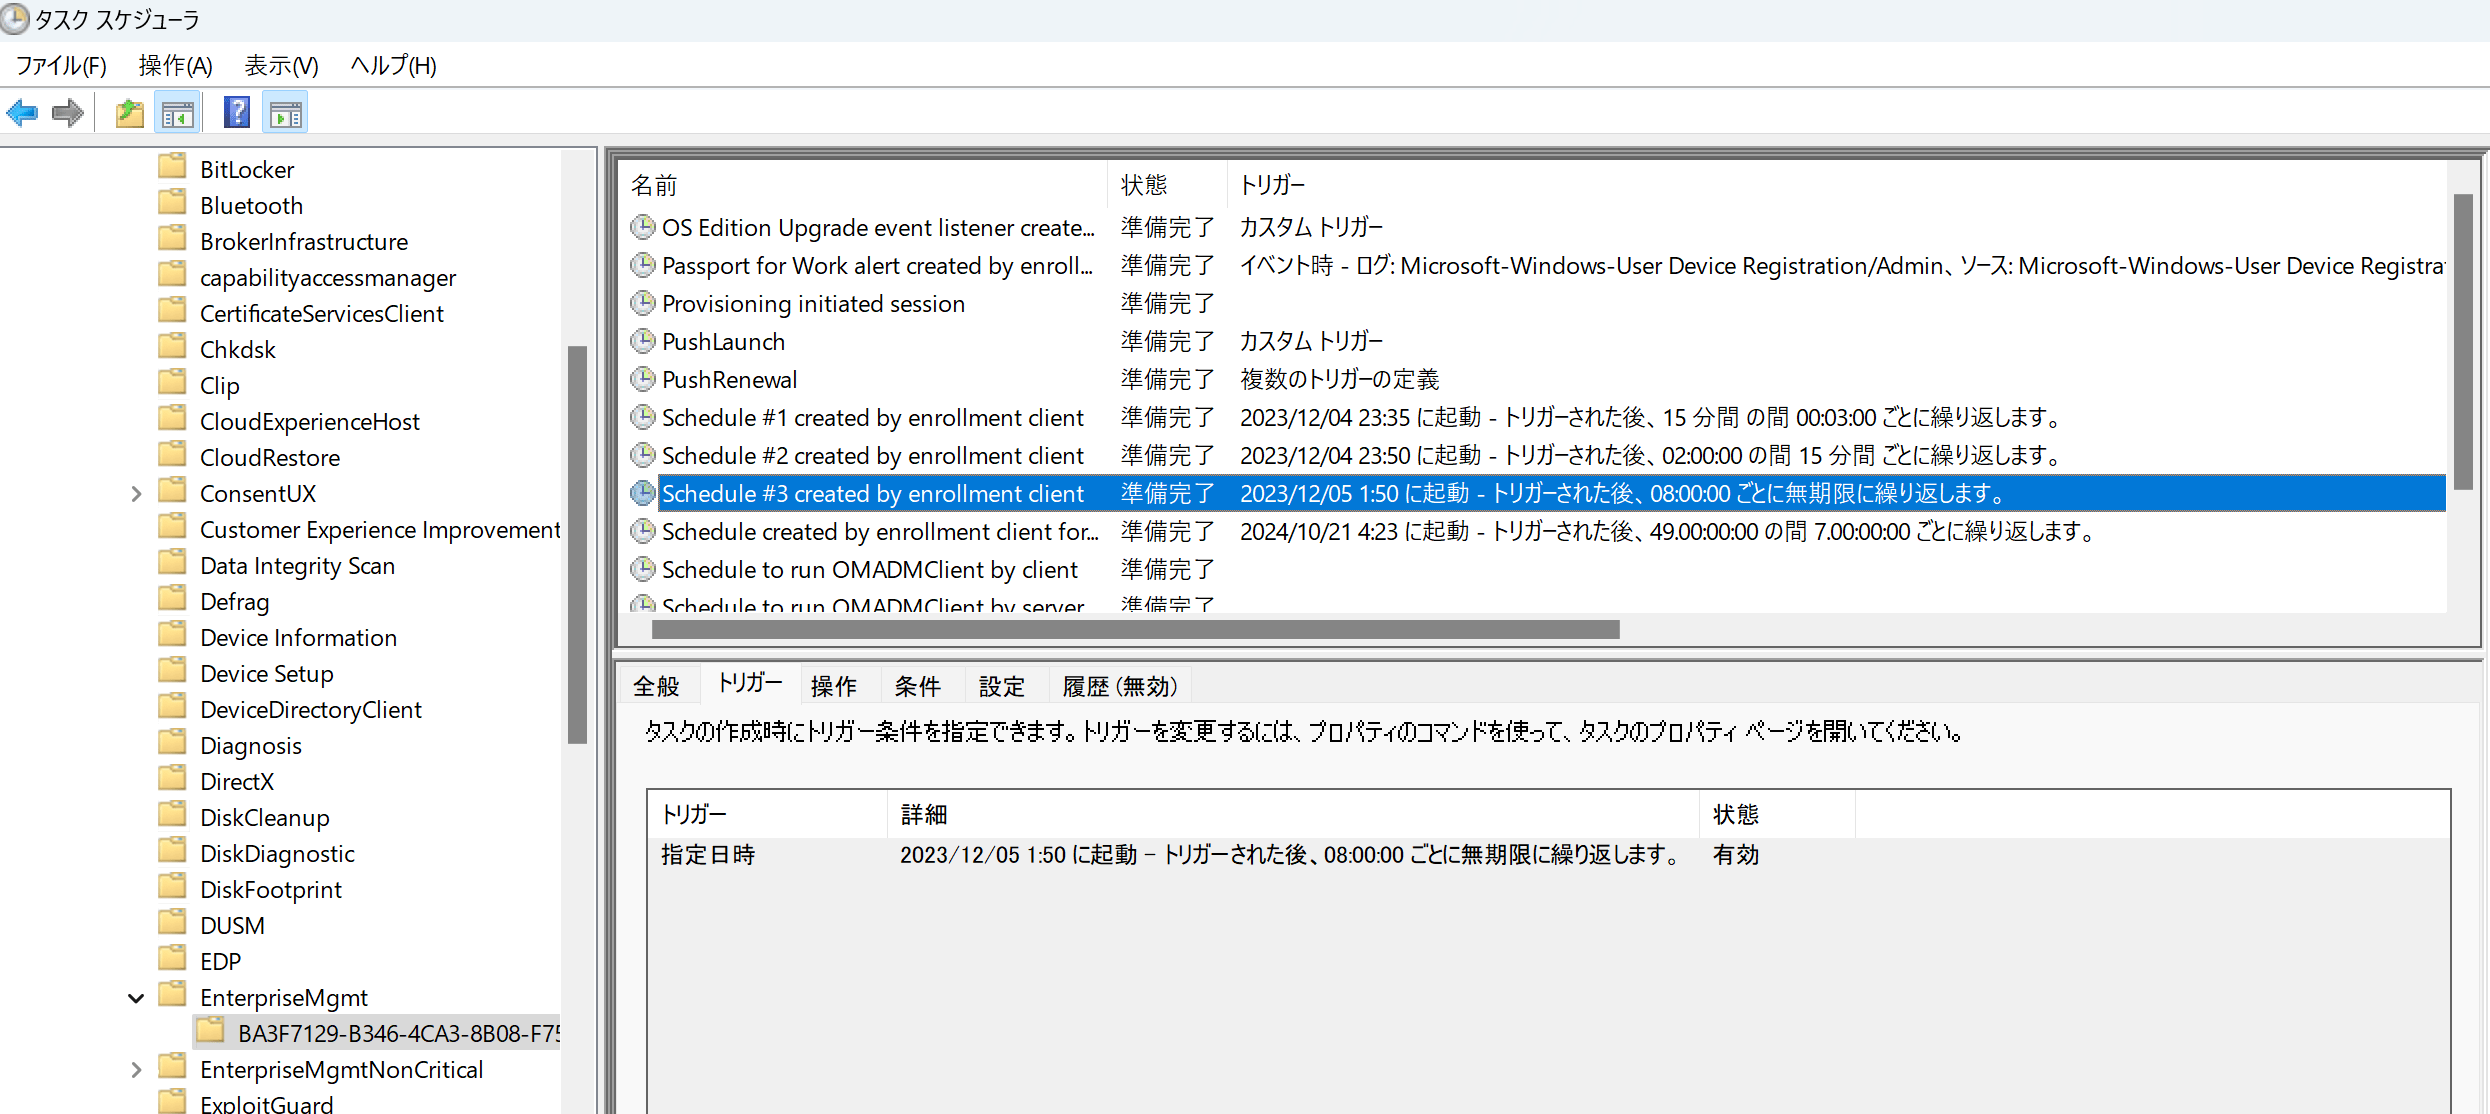 タスク スケジューラ
ファイル(F) 操作(A) 表示(V) ヘルプ(H)
BitLocker
Bluetooth
BrokerInfrastructure
capabilityaccessmanager
CertificateServicesClient
Chkdsk
Clip
CloudExperienceHost
CloudRestore
ConsentUX
Customer Experience Improvement
Data Integrity Scan
Defrag
Device Information
Device Setup
DeviceDirectoryClient
Diagnosis
DirectX
DiskCleanup
DiskDiagnostic
DiskFootprint
DUSM
EDP
EnterpriseMgmt
BA3F7129-B346-4CA3-8B08-F75
EnterpriseMgmtNonCritical
ExploitGuard
名前 状態 トリガー
OS Edition Upgrade event listener create... 準備完了 カスタム トリガー
Passport for Work alert created by enroll... 準備完了 イベント時 - ログ: Microsoft-Windows-User Device Registration/Admin、ソース: Microsoft-Windows-User Device Registra
Provisioning initiated session 準備完了
PushLaunch 準備完了 カスタム トリガー
PushRenewal 準備完了 複数のトリガーの定義
Schedule #1 created by enrollment client 準備完了 2023/12/04 23:35 に起動 - トリガーされた後、15 分間 の間 00:03:00 ごとに繰り返します。
Schedule #2 created by enrollment client 準備完了 2023/12/04 23:50 に起動 - トリガーされた後、02:00:00 の間 15 分間 ごとに繰り返します。
Schedule #3 created by enrollment client 準備完了 2023/12/05 1:50 に起動 - トリガーされた後、08:00:00 ごとに無期限に繰り返します。
Schedule created by enrollment client for... 準備完了 2024/10/21 4:23 に起動 - トリガーされた後、49.00:00:00 の間 7.00:00:00 ごとに繰り返します。
Schedule to run OMADMClient by client 準備完了
Schedule to run OMADMClient by server 準備完了
全般 トリガー 操作 条件 設定 履歴 (無効)
タスクの作成時にトリガー条件を指定できます。トリガーを変更するには、プロパティのコマンドを使って、タスクのプロパティ ページを開いてください。
トリガー 詳細 状態
指定日時 2023/12/05 1:50 に起動 - トリガーされた後、08:00:00 ごとに無期限に繰り返します。 有効